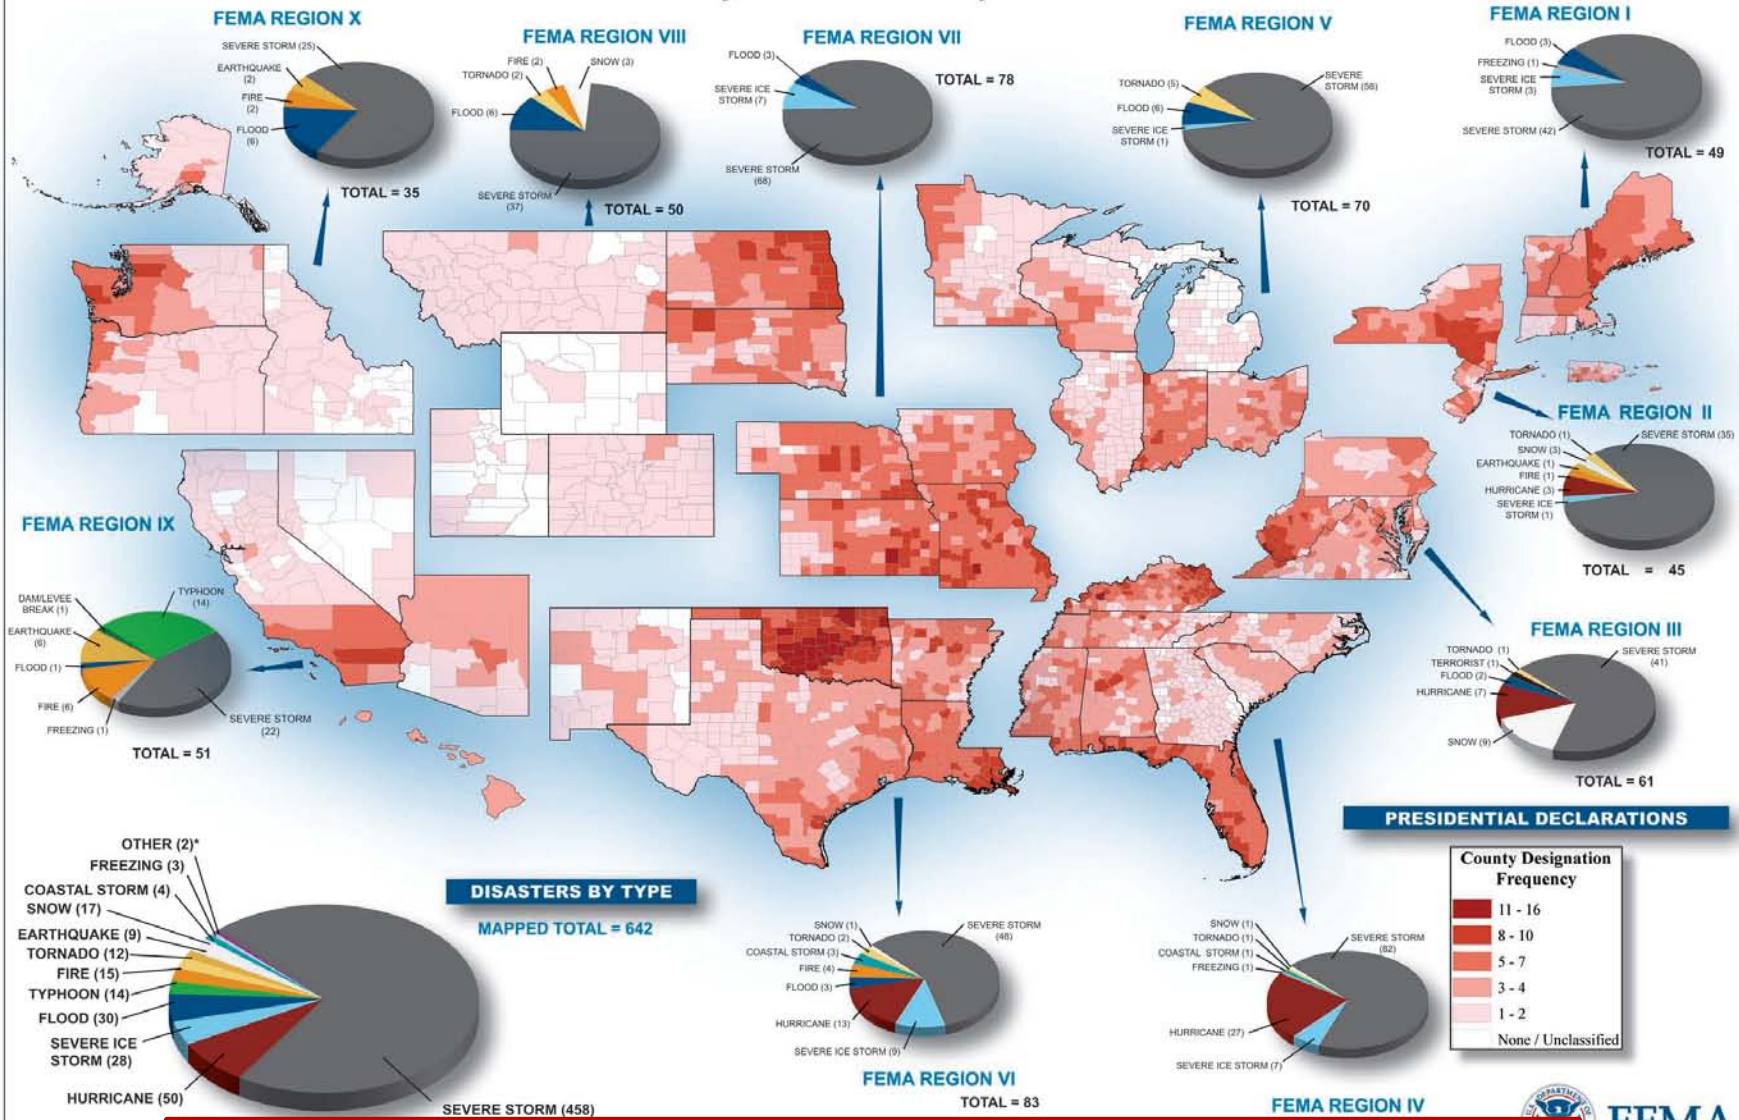 FEMA REGION X
SEVERE STORM (25)
EARTHQUAKE
(2)
FIRE
(2)
FLOOD
(6)
TOTAL = 35
FEMA REGION VIII
FIRE (2)
SNOW (3)
TORNADO (2)
FLOOD (6)
SEVERE STORM
(37)
TOTAL = 50
FEMA REGION VII
FLOOD (3)
TOTAL = 78
SEVERE ICE
STORM (7)
SEVERE STORM
(68)
FEMA REGION V
TORNADO (5)
SEVERE
STORM (58)
FLOOD (6)
SEVERE ICE
STORM (1)
TOTAL = 70
FEMA REGION I
FLOOD (3)
FREEZING (1)
SEVERE ICE
STORM (3)
SEVERE STORM (42)
TOTAL = 49
FEMA REGION II
TORNADO (1)
SEVERE STORM (35)
SNOW (3)
EARTHQUAKE (1)
FIRE (1)
HURRICANE (3)
SEVERE ICE
STORM (1)
TOTAL = 45
FEMA REGION IX
DAM/LEVEE
BREAK (1)
TYPHOON
(14)
EARTHQUAKE
(6)
FLOOD (1)
FIRE (6)
FREEZING (1)
SEVERE STORM
(22)
TOTAL = 51
FEMA REGION III
TORNADO (1)
SEVERE STORM
(41)
TERRORIST (1)
FLOOD (2)
HURRICANE (7)
SNOW (9)
TOTAL = 61
PRESIDENTIAL DECLARATIONS
County Designation
Frequency
11 - 16
8 - 10
5 - 7
3 - 4
1 - 2
None / Unclassified
OTHER (2)*
FREEZING (3)
COASTAL STORM (4)
SNOW (17)
EARTHQUAKE (9)
TORNADO (12)
FIRE (15)
TYPHOON (14)
FLOOD (30)
SEVERE ICE
STORM (28)
HURRICANE (50)
SEVERE STORM (458)
DISASTERS BY TYPE
MAPPED TOTAL = 642
SNOW (1)
SEVERE STORM
(48)
TORNADO (2)
COASTAL STORM (3)
FIRE (4)
FLOOD (3)
HURRICANE (13)
SEVERE ICE STORM (9)
FEMA REGION VI
TOTAL = 83
SNOW (1)
TORNADO (1)
SEVERE STORM
(82)
COASTAL STORM (1)
FREEZING (1)
HURRICANE (27)
SEVERE ICE STORM (7)
FEMA REGION IV
FEMA